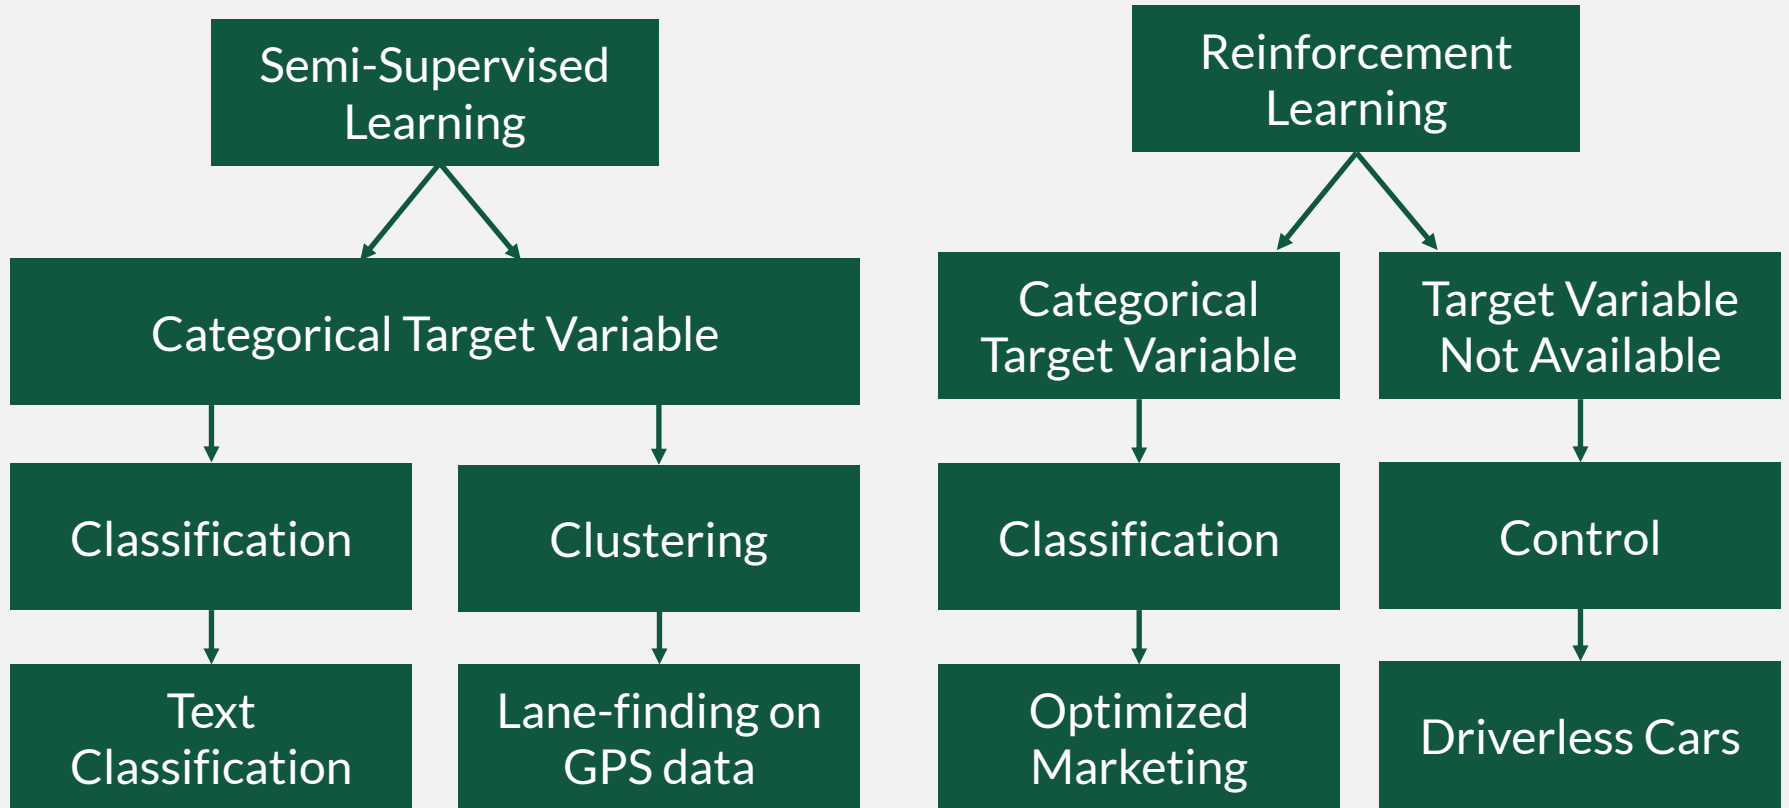 Semi-Supervised
Learning
Reinforcement
Learning
Categorical Target Variable
Categorical
Target Variable
Target Variable
Not Available
Classification
Clustering
Classification
Control
Text
Classification
Lane-finding on
GPS data
Optimized
Marketing
Driverless Cars